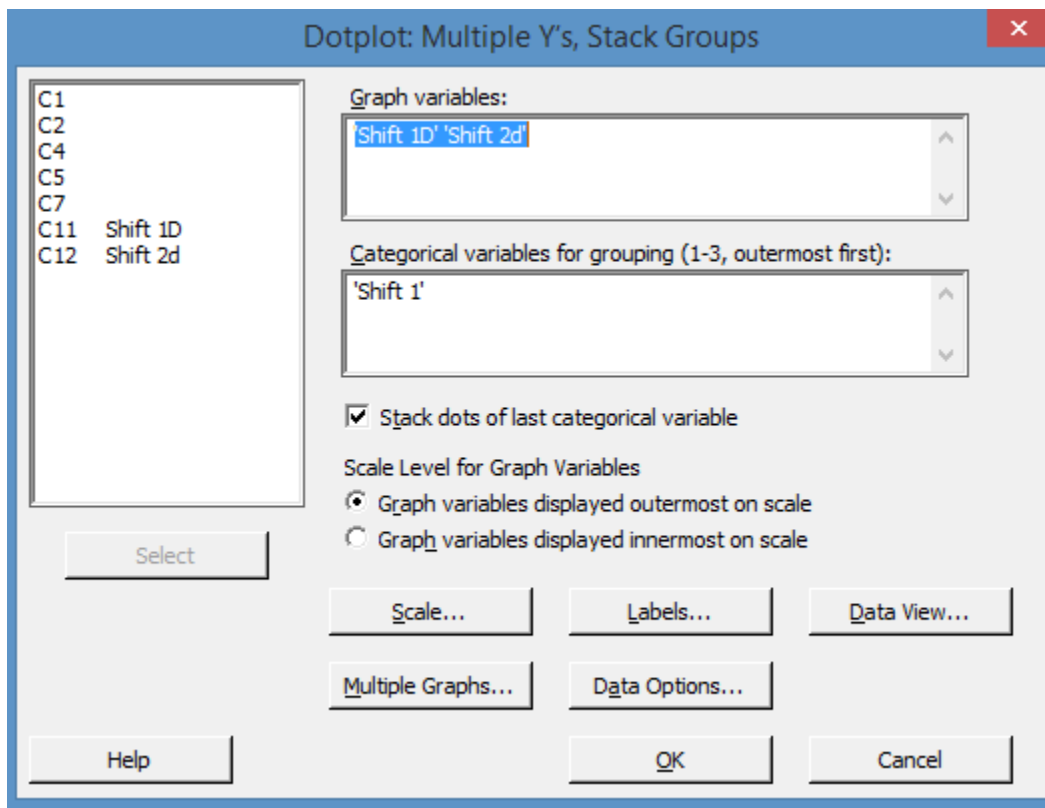 Dotplot: Multiple Y's, Stack Groups
C1
C2
C4
C5
C7
C11 Shift 1D
C12 Shift 2d
Select
Graph variables:
'Shift 1D' 'Shift 2d'
Categorical variables for grouping (1-3, outermost first):
'Shift 1'
Stack dots of last categorical variable
Scale Level for Graph Variables
Graph variables displayed outermost on scale
Graph variables displayed innermost on scale
Scale... Labels... Data View...
Multiple Graphs... Data Options...
Help OK Cancel